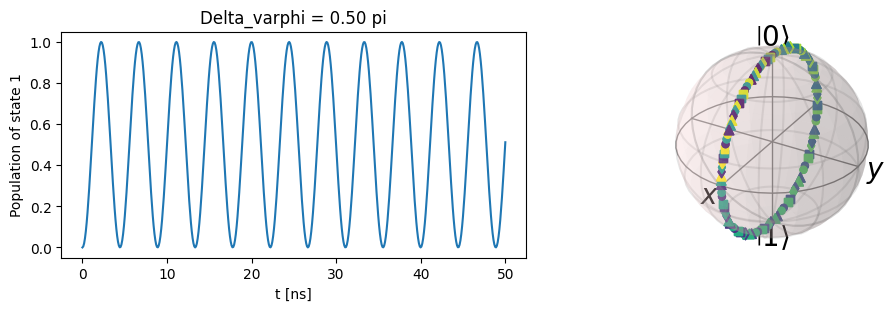 Delta_varphi = 0.50 pi
Population of state 1
1.0
0.8
0.6
0.4
0.2
0.0
0
10
20
30
40
50
t [ns]
|0⟩
y
x
|1⟩